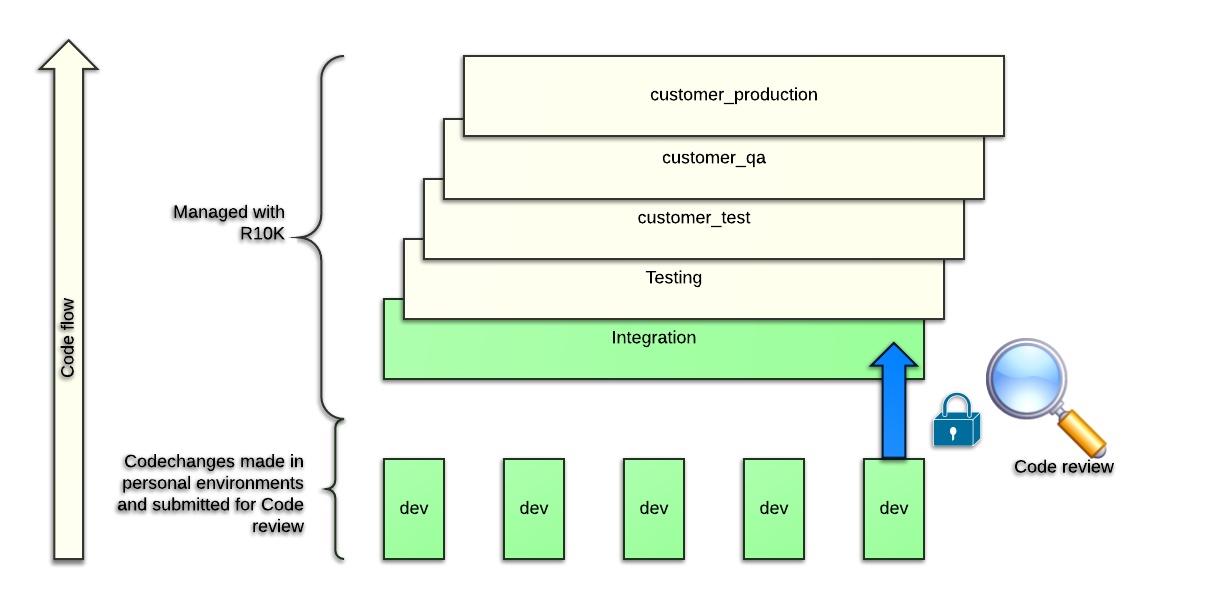 customer_production
customer_qa
customer_test
Testing
Integration
Managed with
R10K
Code flow
Codechanges made in
personal environments
and submitted for Code
review
dev
dev
dev
dev
dev
Code review